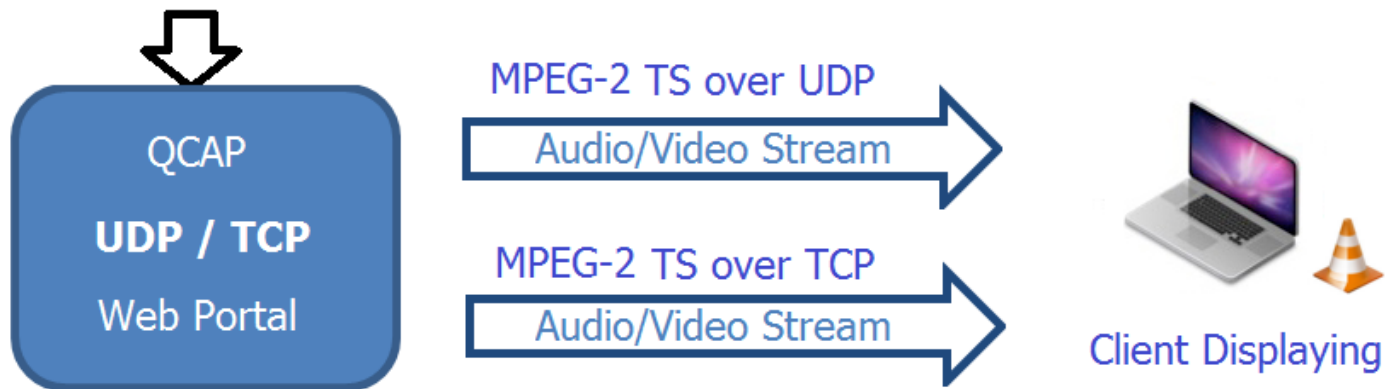 QCAP
UDP / TCP
Web Portal
MPEG-2 TS over UDP
Audio/Video Stream
MPEG-2 TS over TCP
Audio/Video Stream
Client Displaying